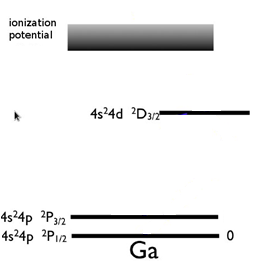 ionization
potential
4s²4d ²D₃/₂
4s²4p ²P₃/₂
4s²4p ²P₁/₂ 0
Ga